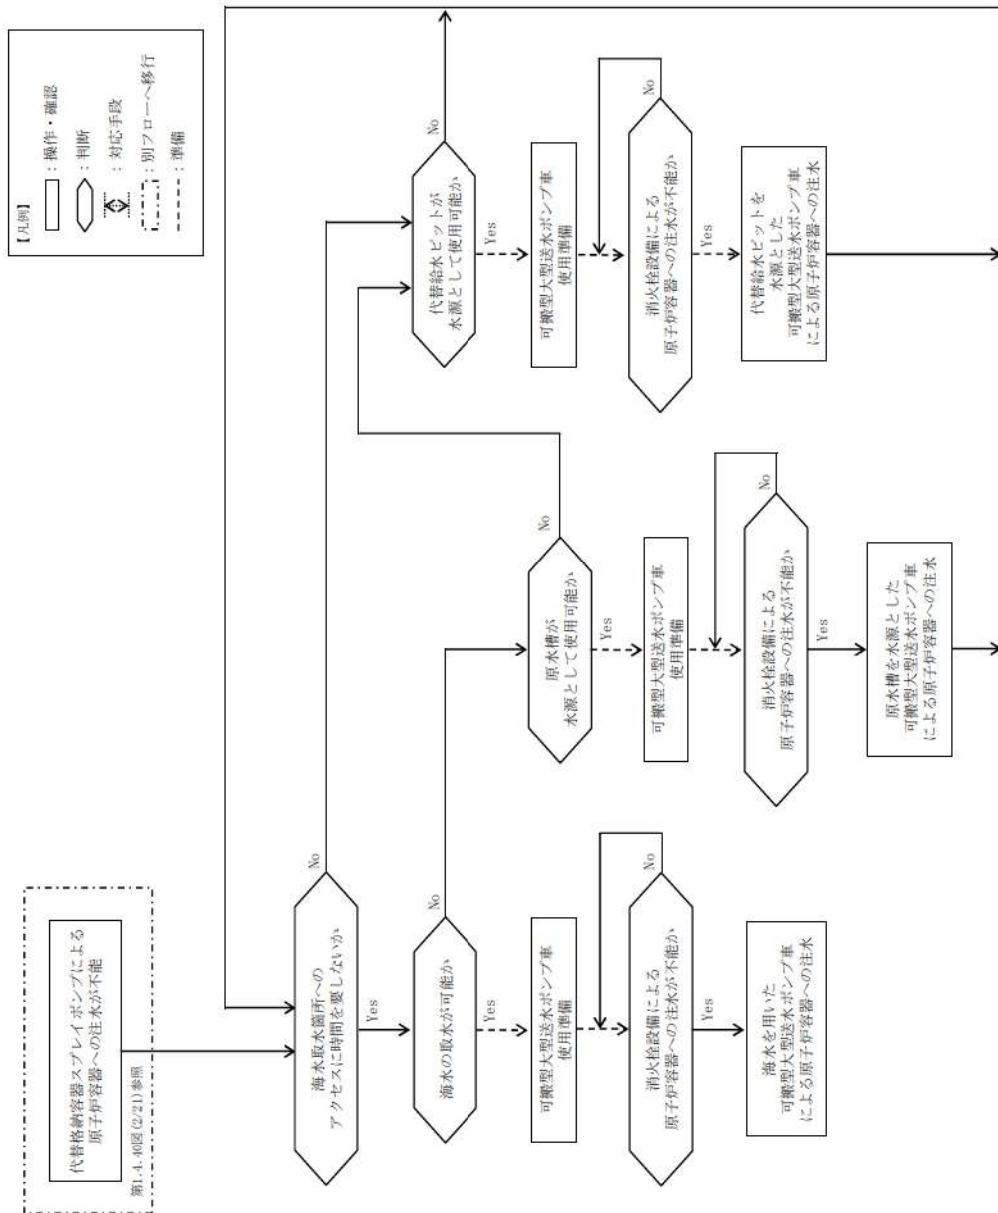 【凡例】
：操作・確認
：判断
：対応手段
：別フローへ移行
：準備
代替格納容器スプレイポンプによる
原子炉容器への注水が不能
第1.4.40図(2/21)参照
海水取水箇所への
アクセスに時間を要しないか
No
Yes
海水の取水が可能か
No
Yes
可搬型大型送水ポンプ車
使用準備
消火栓設備による
原子炉容器への注水が不能か
No
Yes
海水を用いた
可搬型大型送水ポンプ車
による原子炉容器への注水
原水槽が
水源として使用可能か
No
Yes
可搬型大型送水ポンプ車
使用準備
消火栓設備による
原子炉容器への注水が不能か
No
Yes
原水槽を水源とした
可搬型大型送水ポンプ車
による原子炉容器への注水
代替給水ピットが
水源として使用可能か
No
Yes
可搬型大型送水ポンプ車
使用準備
消火栓設備による
原子炉容器への注水が不能か
No
Yes
代替給水ピットを
水源とした
可搬型大型送水ポンプ車
による原子炉容器への注水